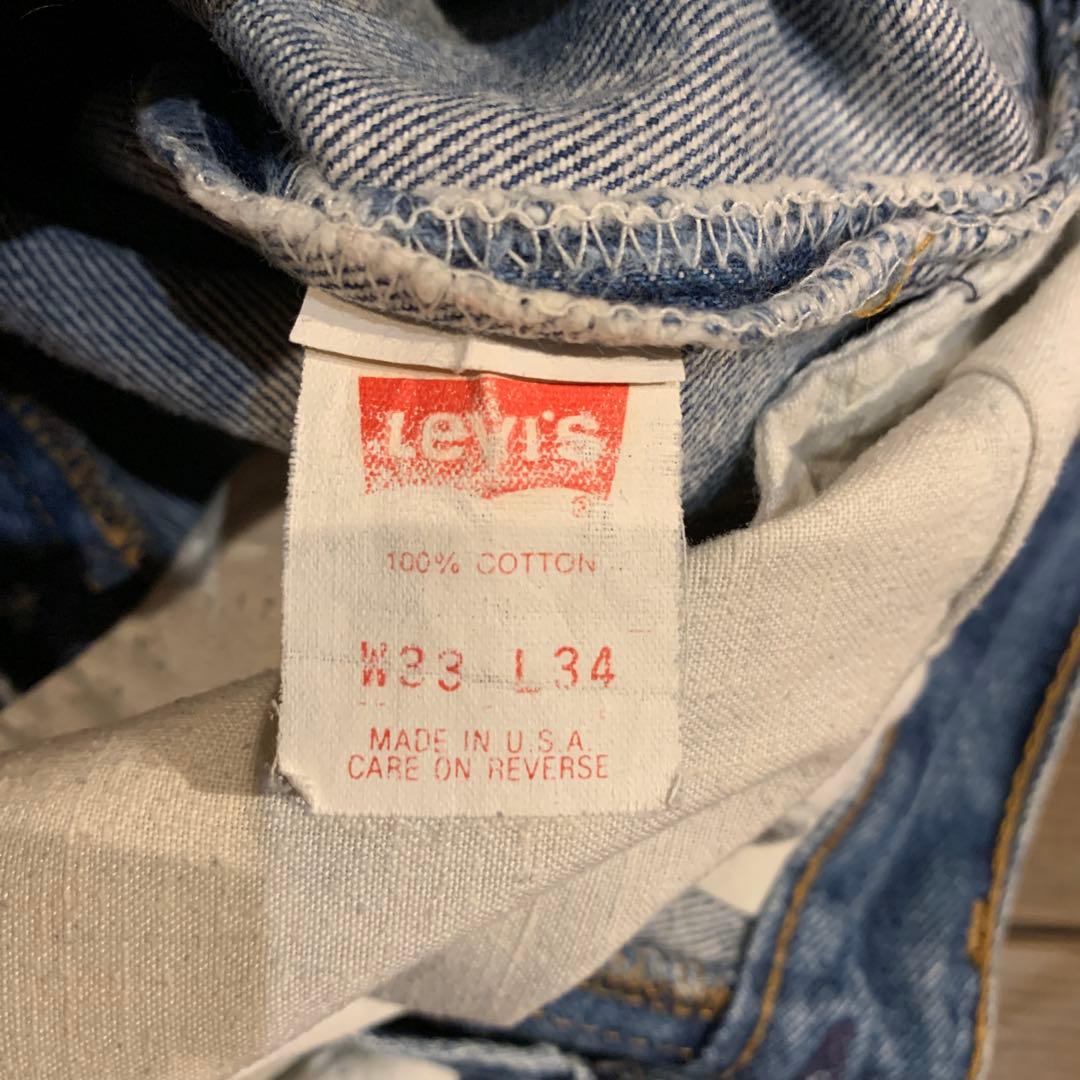 Levi's
®
100% COTTON
W33 L34
MADE IN U.S.A.
CARE ON REVERSE